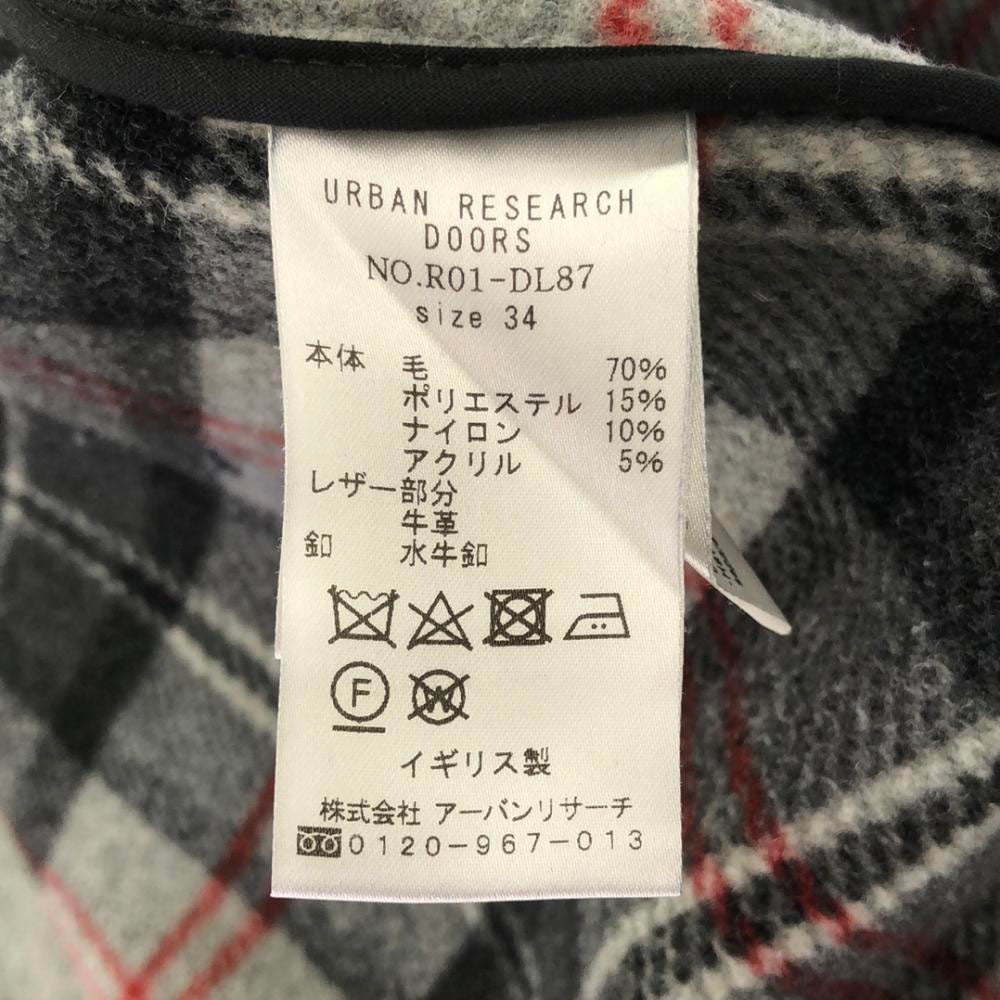 URBAN RESEARCH
DOORS
NO.R01-DL87
size 34
本体 毛 70%
ポリエステル 15%
ナイロン 10%
アクリル 5%
レザー部分
牛革
釦 水牛釦
F W
イギリス製
株式会社 アーバンリサーチ
0120-967-013